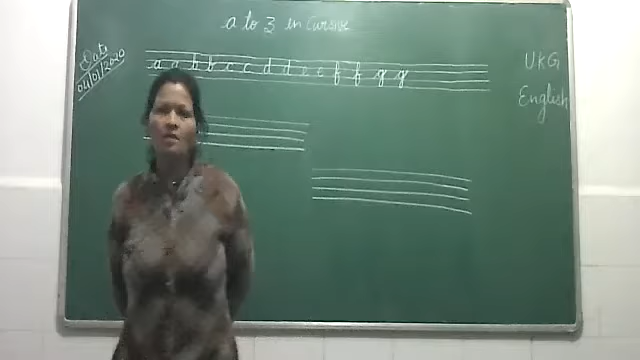 a to z in Cursive
Date
04/01/2020
UKG
English
a a b b c c d d e e f f g g